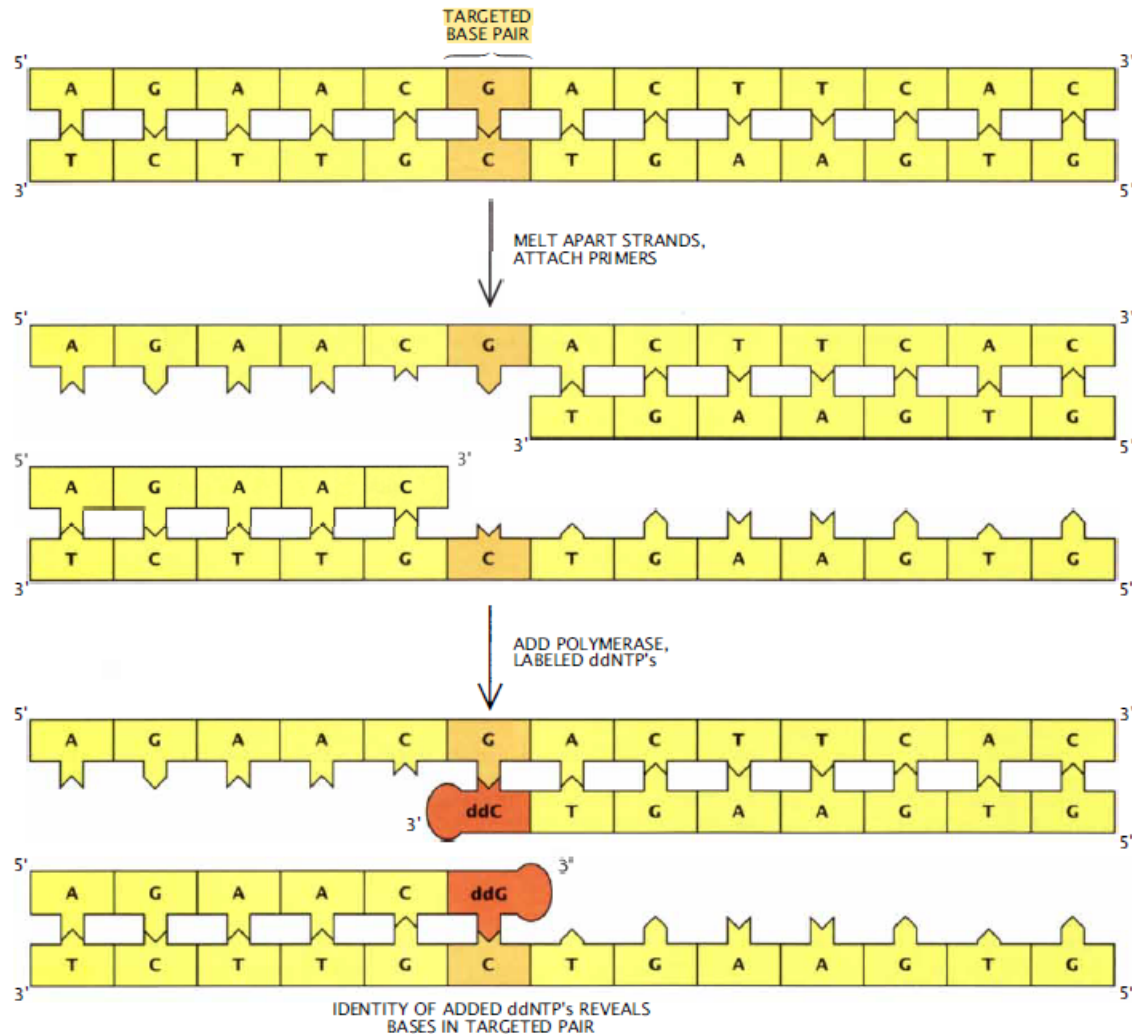 TARGETED
BASE PAIR
5' 3'
A G A A C G A C T T C A C
T C T T G C T G A A G T G
3' 5'
MELT APART STRANDS,
ATTACH PRIMERS
5' 3'
A G A A C G A C T T C A C
T G A A G T G
3' 5'
5' 3'
A G A A C
T C T T G C T G A A G T G
3' 5'
ADD POLYMERASE,
LABELED ddNTP's
5' 3'
A G A A C G A C T T C A C
3' ddC T G A A G T G
5'
5' 3"
A G A A C ddG
T C T T G C T G A A G T G
3' 5'
IDENTITY OF ADDED ddNTP's REVEALS
BASES IN TARGETED PAIR